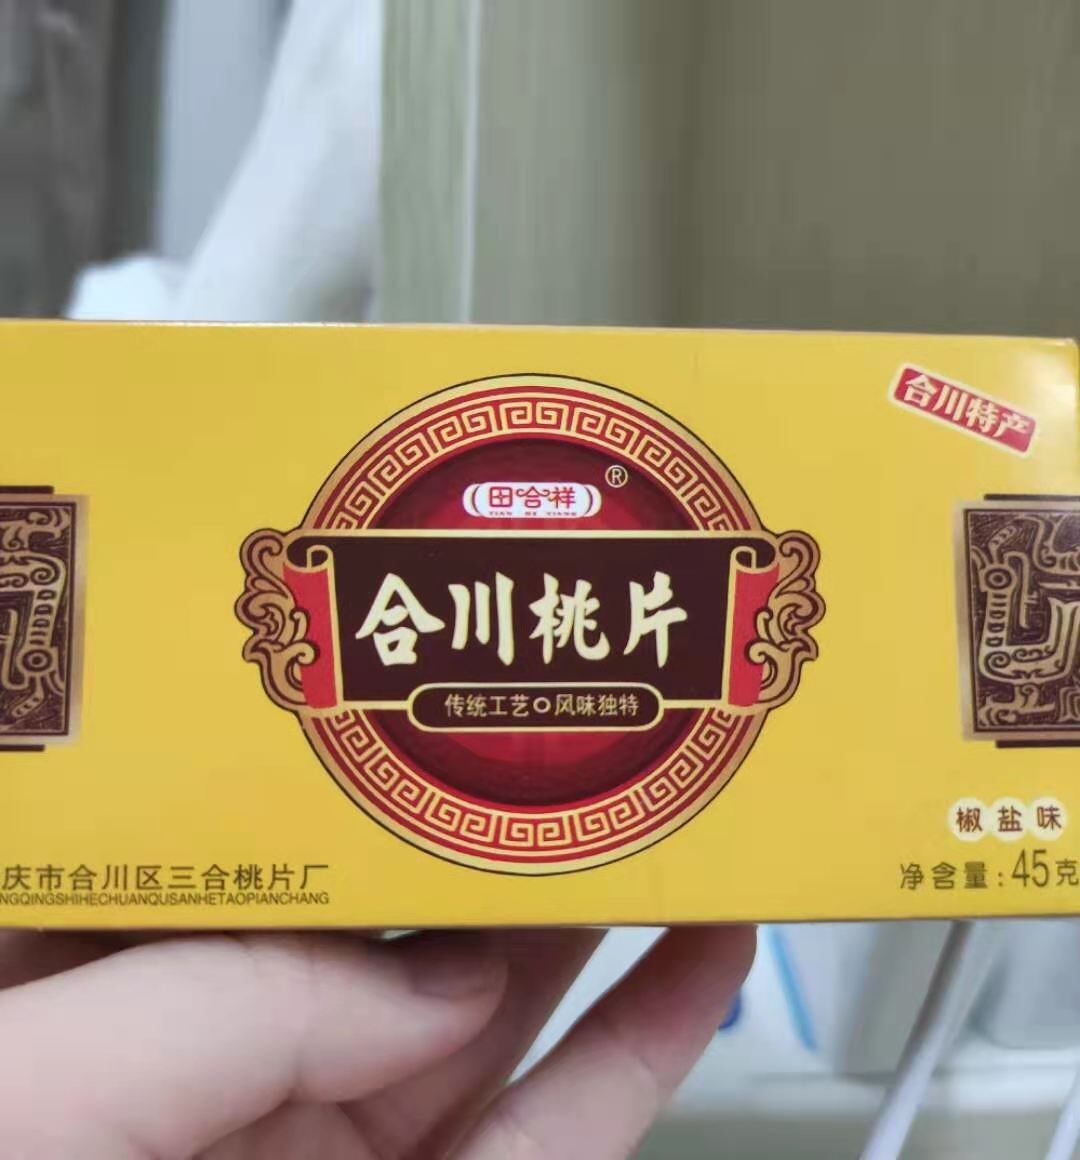 合川特产
田合祥®
TIAN HE XIANG
合川桃片
传统工艺 风味独特
椒盐味
净含量:45克
庆市合川区三合桃片厂
NGQINGSHIHECHUANQUSANHETAOPIANCHANG